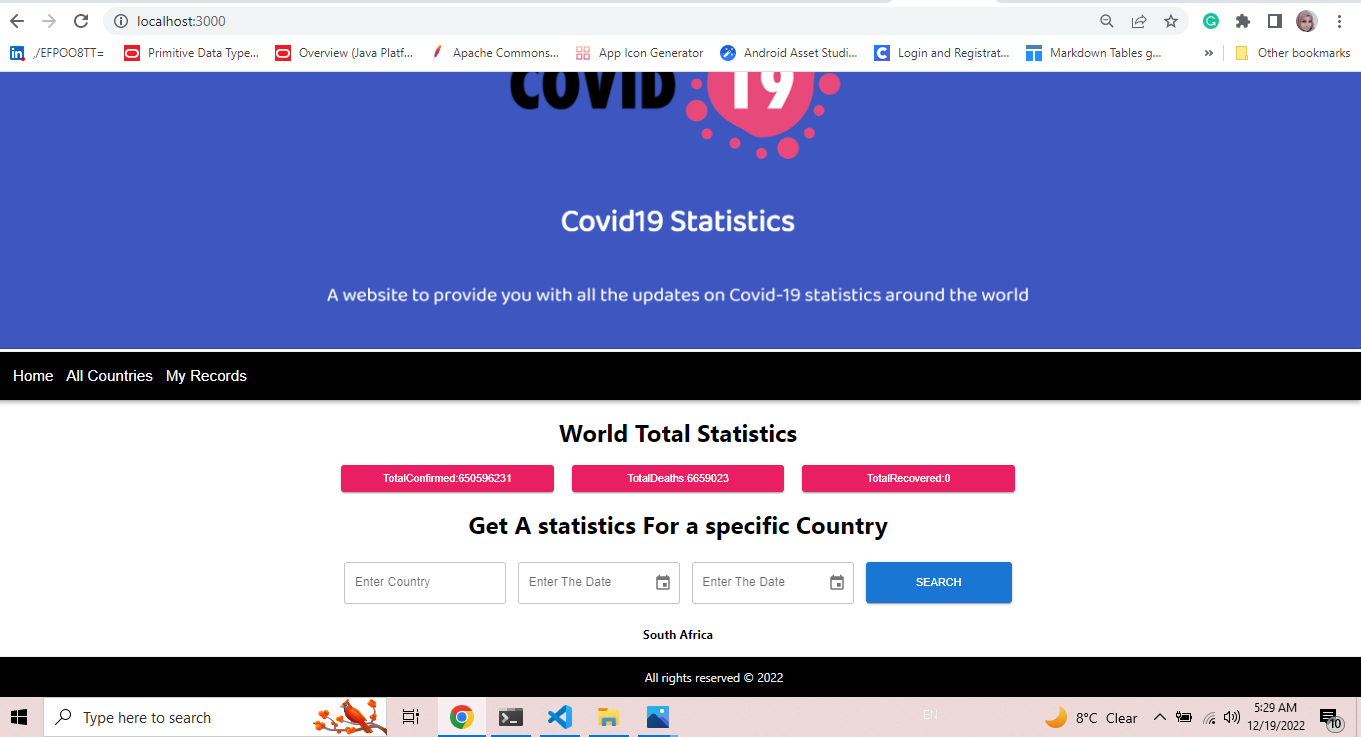 localhost:3000
,/EFPOO8TT= Primitive Data Type... Overview (Java Platf... Apache Commons... App Icon Generator Android Asset Studi... Login and Registrat... Markdown Tables g... » Other bookmarks
COVID 19
Covid19 Statistics
A website to provide you with all the updates on Covid-19 statistics around the world
Home All Countries My Records
World Total Statistics
TotalConfirmed:650596231 TotalDeaths:6659023 TotalRecovered:0
Get A statistics For a specific Country
Enter Country Enter The Date Enter The Date SEARCH
South Africa
All rights reserved © 2022
Type here to search EN 8°C Clear 5:29 AM
12/19/2022 10